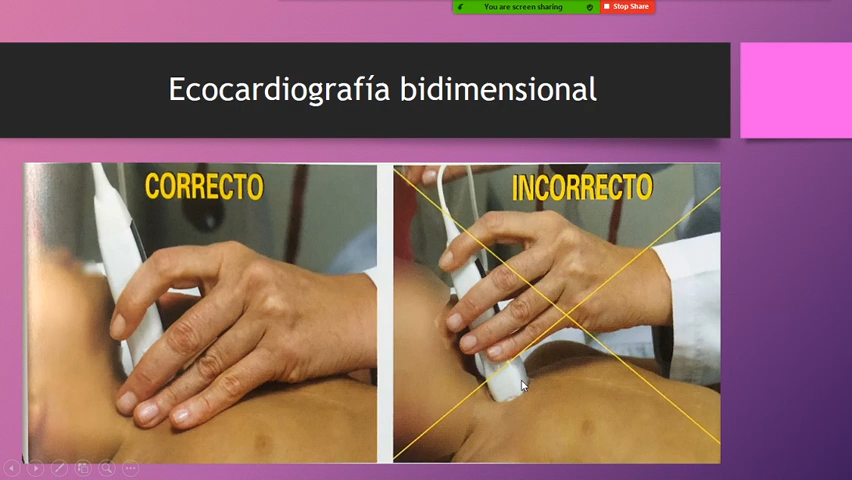 You are screen sharing
Stop Share
Ecocardiografía bidimensional
CORRECTO
INCORRECTO